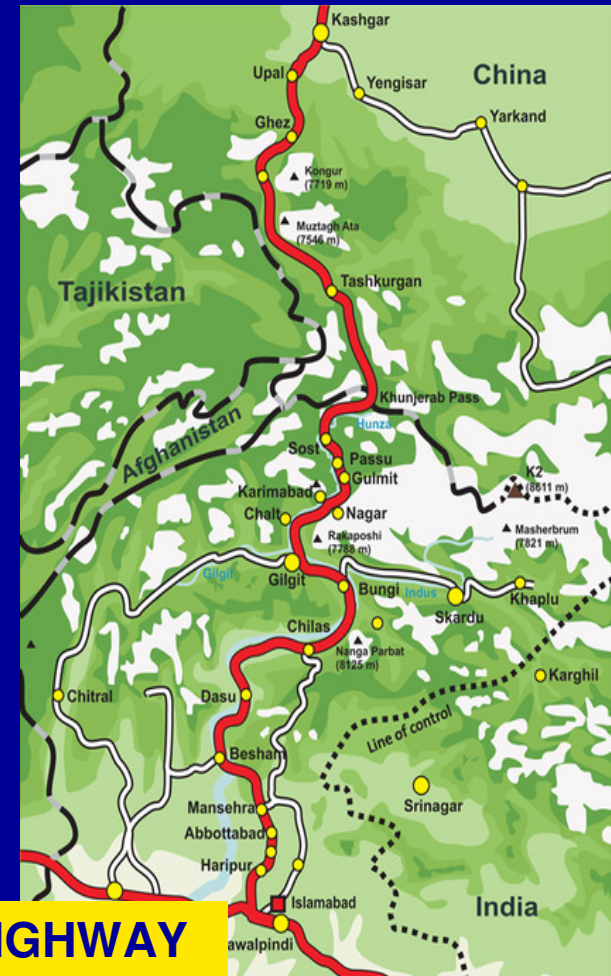 Kashgar
Upal
Yengisar
China
Yarkand
Ghez
Kongur
(7719 m)
Muztagh Ata
(7546 m)
Tajikistan
Tashkurgan
Khunjerab Pass
Hunza
Afghanistan
Sost
Passu
Gulmit
K2
(8611 m)
Karimabad
Chalt
Nagar
Masherbrum
(7821 m)
Rakaposhi
(7788 m)
Gilgit
Gilgit
Bungi
Indus
Khaplu
Skardu
Chilas
Nanga Parbat
(8125 m)
Karghil
Chitral
Dasu
Line of control
Besham
Srinagar
Mansehra
Abbottabad
Haripur
Islamabad
India
IGHWAY
awalpindi